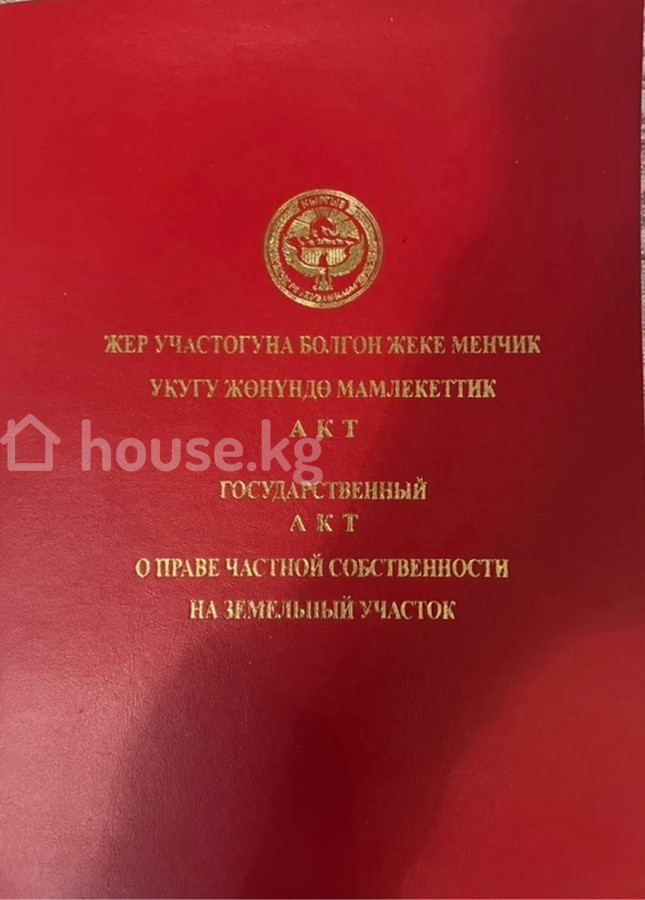 КЫРГЫЗ
ЖЕР УЧАСТОГУНА БОЛГОН ЖЕКЕ МЕНЧИК
УКУГУ ЖӨНҮНДӨ МАМЛЕКЕТТИК
АКТ
house.kg
ГОСУДАРСТВЕННЫЙ
АКТ
О ПРАВЕ ЧАСТНОЙ СОБСТВЕННОСТИ
НА ЗЕМЕЛЬНЫЙ УЧАСТОК